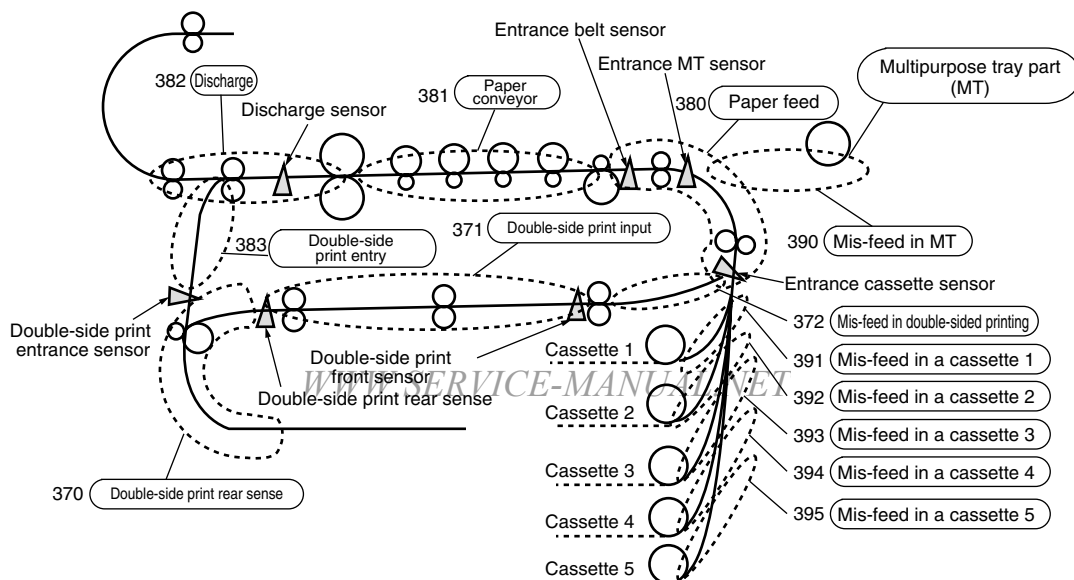 Entrance belt sensor
Entrance MT sensor
Multipurpose tray part
(MT)
382 Discharge
381 Paper
conveyor
380 Paper feed
Discharge sensor
383 Double-side
print entry
371 Double-side print input
390 Mis-feed in MT
Entrance cassette sensor
Double-side print
entrance sensor
372 Mis-feed in double-sided printing
Double-side print
front sensor
Double-side print rear sense
WWW.SERVICE-MANUAL.NET
Cassette 1
391 Mis-feed in a cassette 1
392 Mis-feed in a cassette 2
Cassette 2
393 Mis-feed in a cassette 3
Cassette 3
394 Mis-feed in a cassette 4
370 Double-side print rear sense
395 Mis-feed in a cassette 5
Cassette 4
Cassette 5